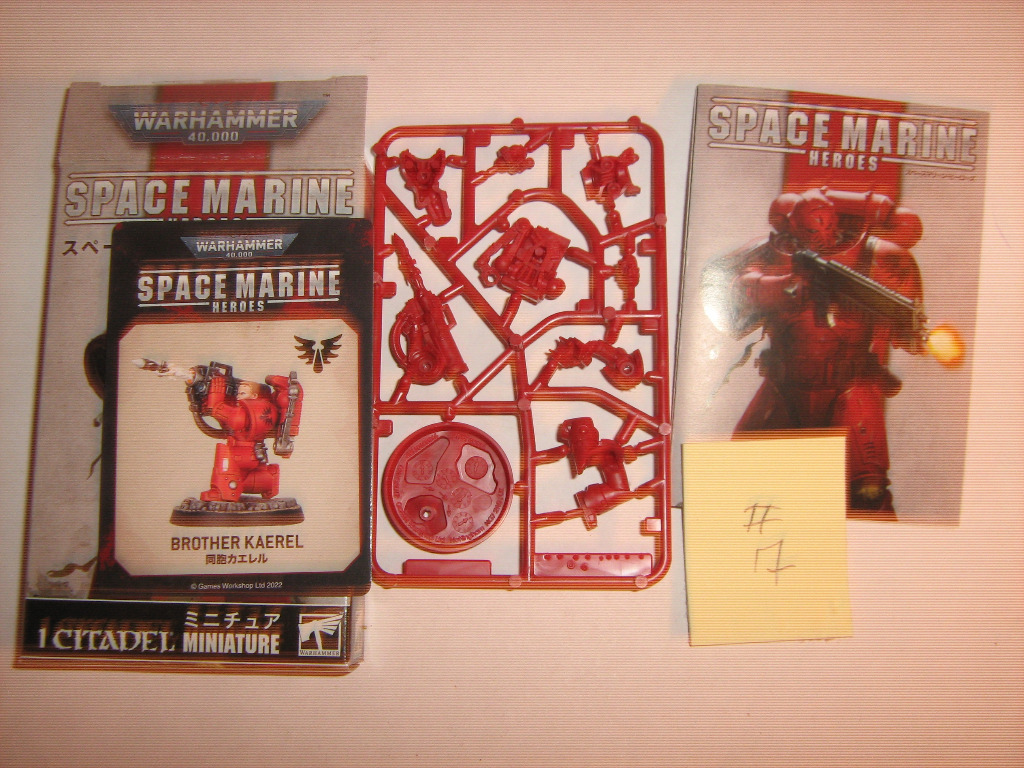 WARHAMMER
40,000
SPACE MARINE
スペー
WARHAMMER
40,000
SPACE MARINE
HEROES
BROTHER KAEREL
同胞カエレル
© Games Workshop Ltd 2022
1 CITADEL ミニチュア
MINIATURE
WARHAMMER
SPACE MARINE
HEROES
#
7